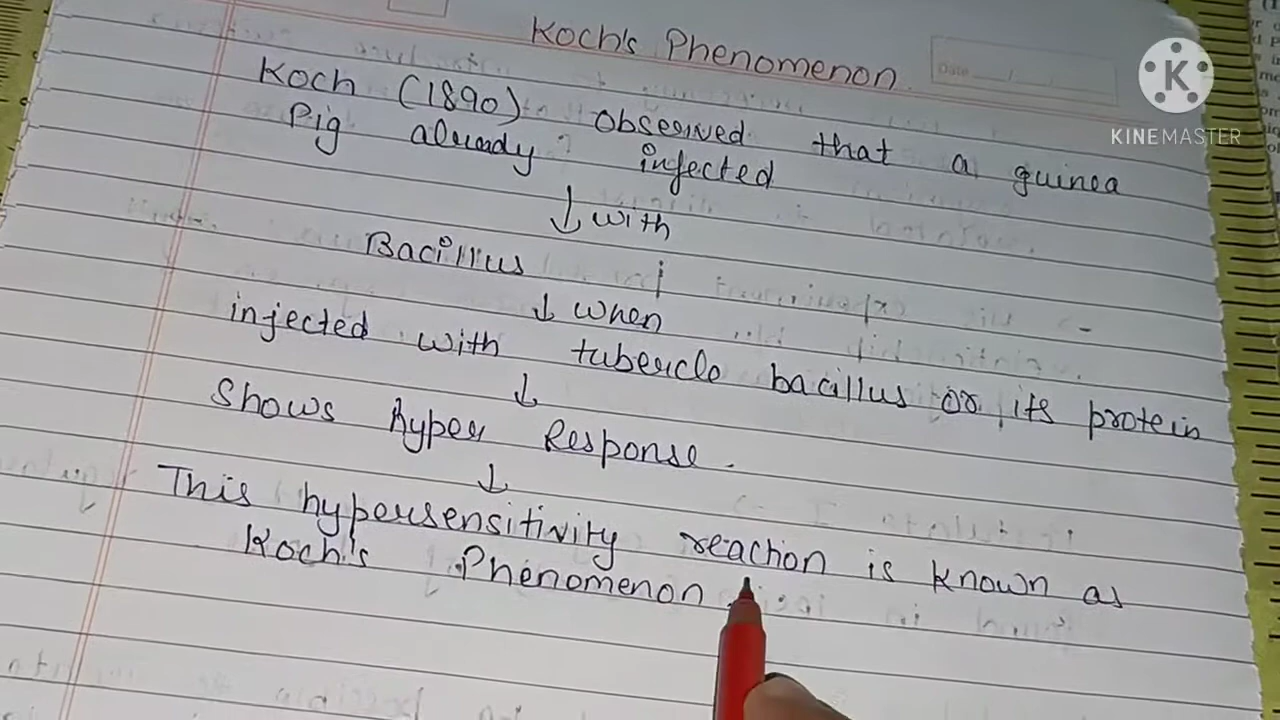 Koch's Phenomenon.
Date
K
KINEMASTER
Koch (1890) observed that a guinea
Pig already infected
↓ with
Bacillus
↓ when
injected with tubercle bacillus or its protein
↓
Shows hyper Response.
↓
This hypersensitivity reaction is known as
Koch's Phenomenon.